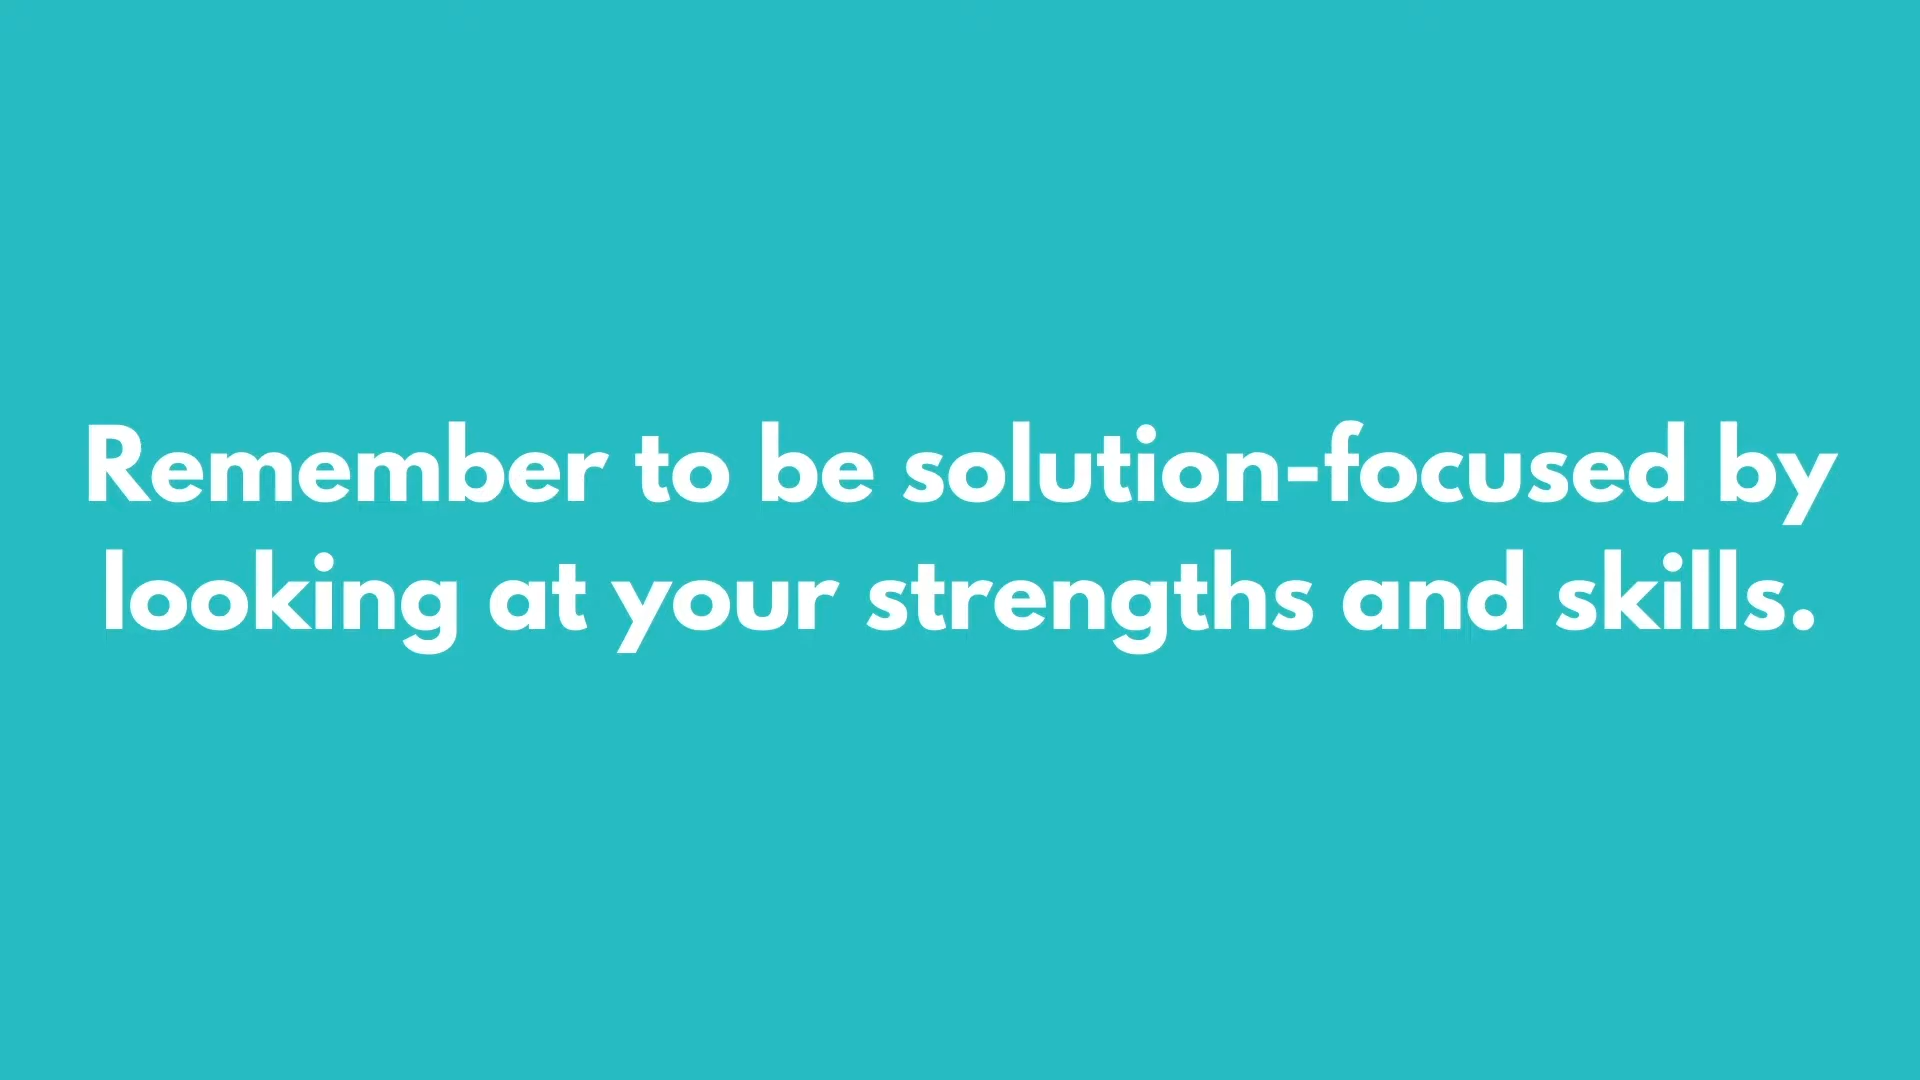 Remember to be solution-focused by
looking at your strengths and skills.